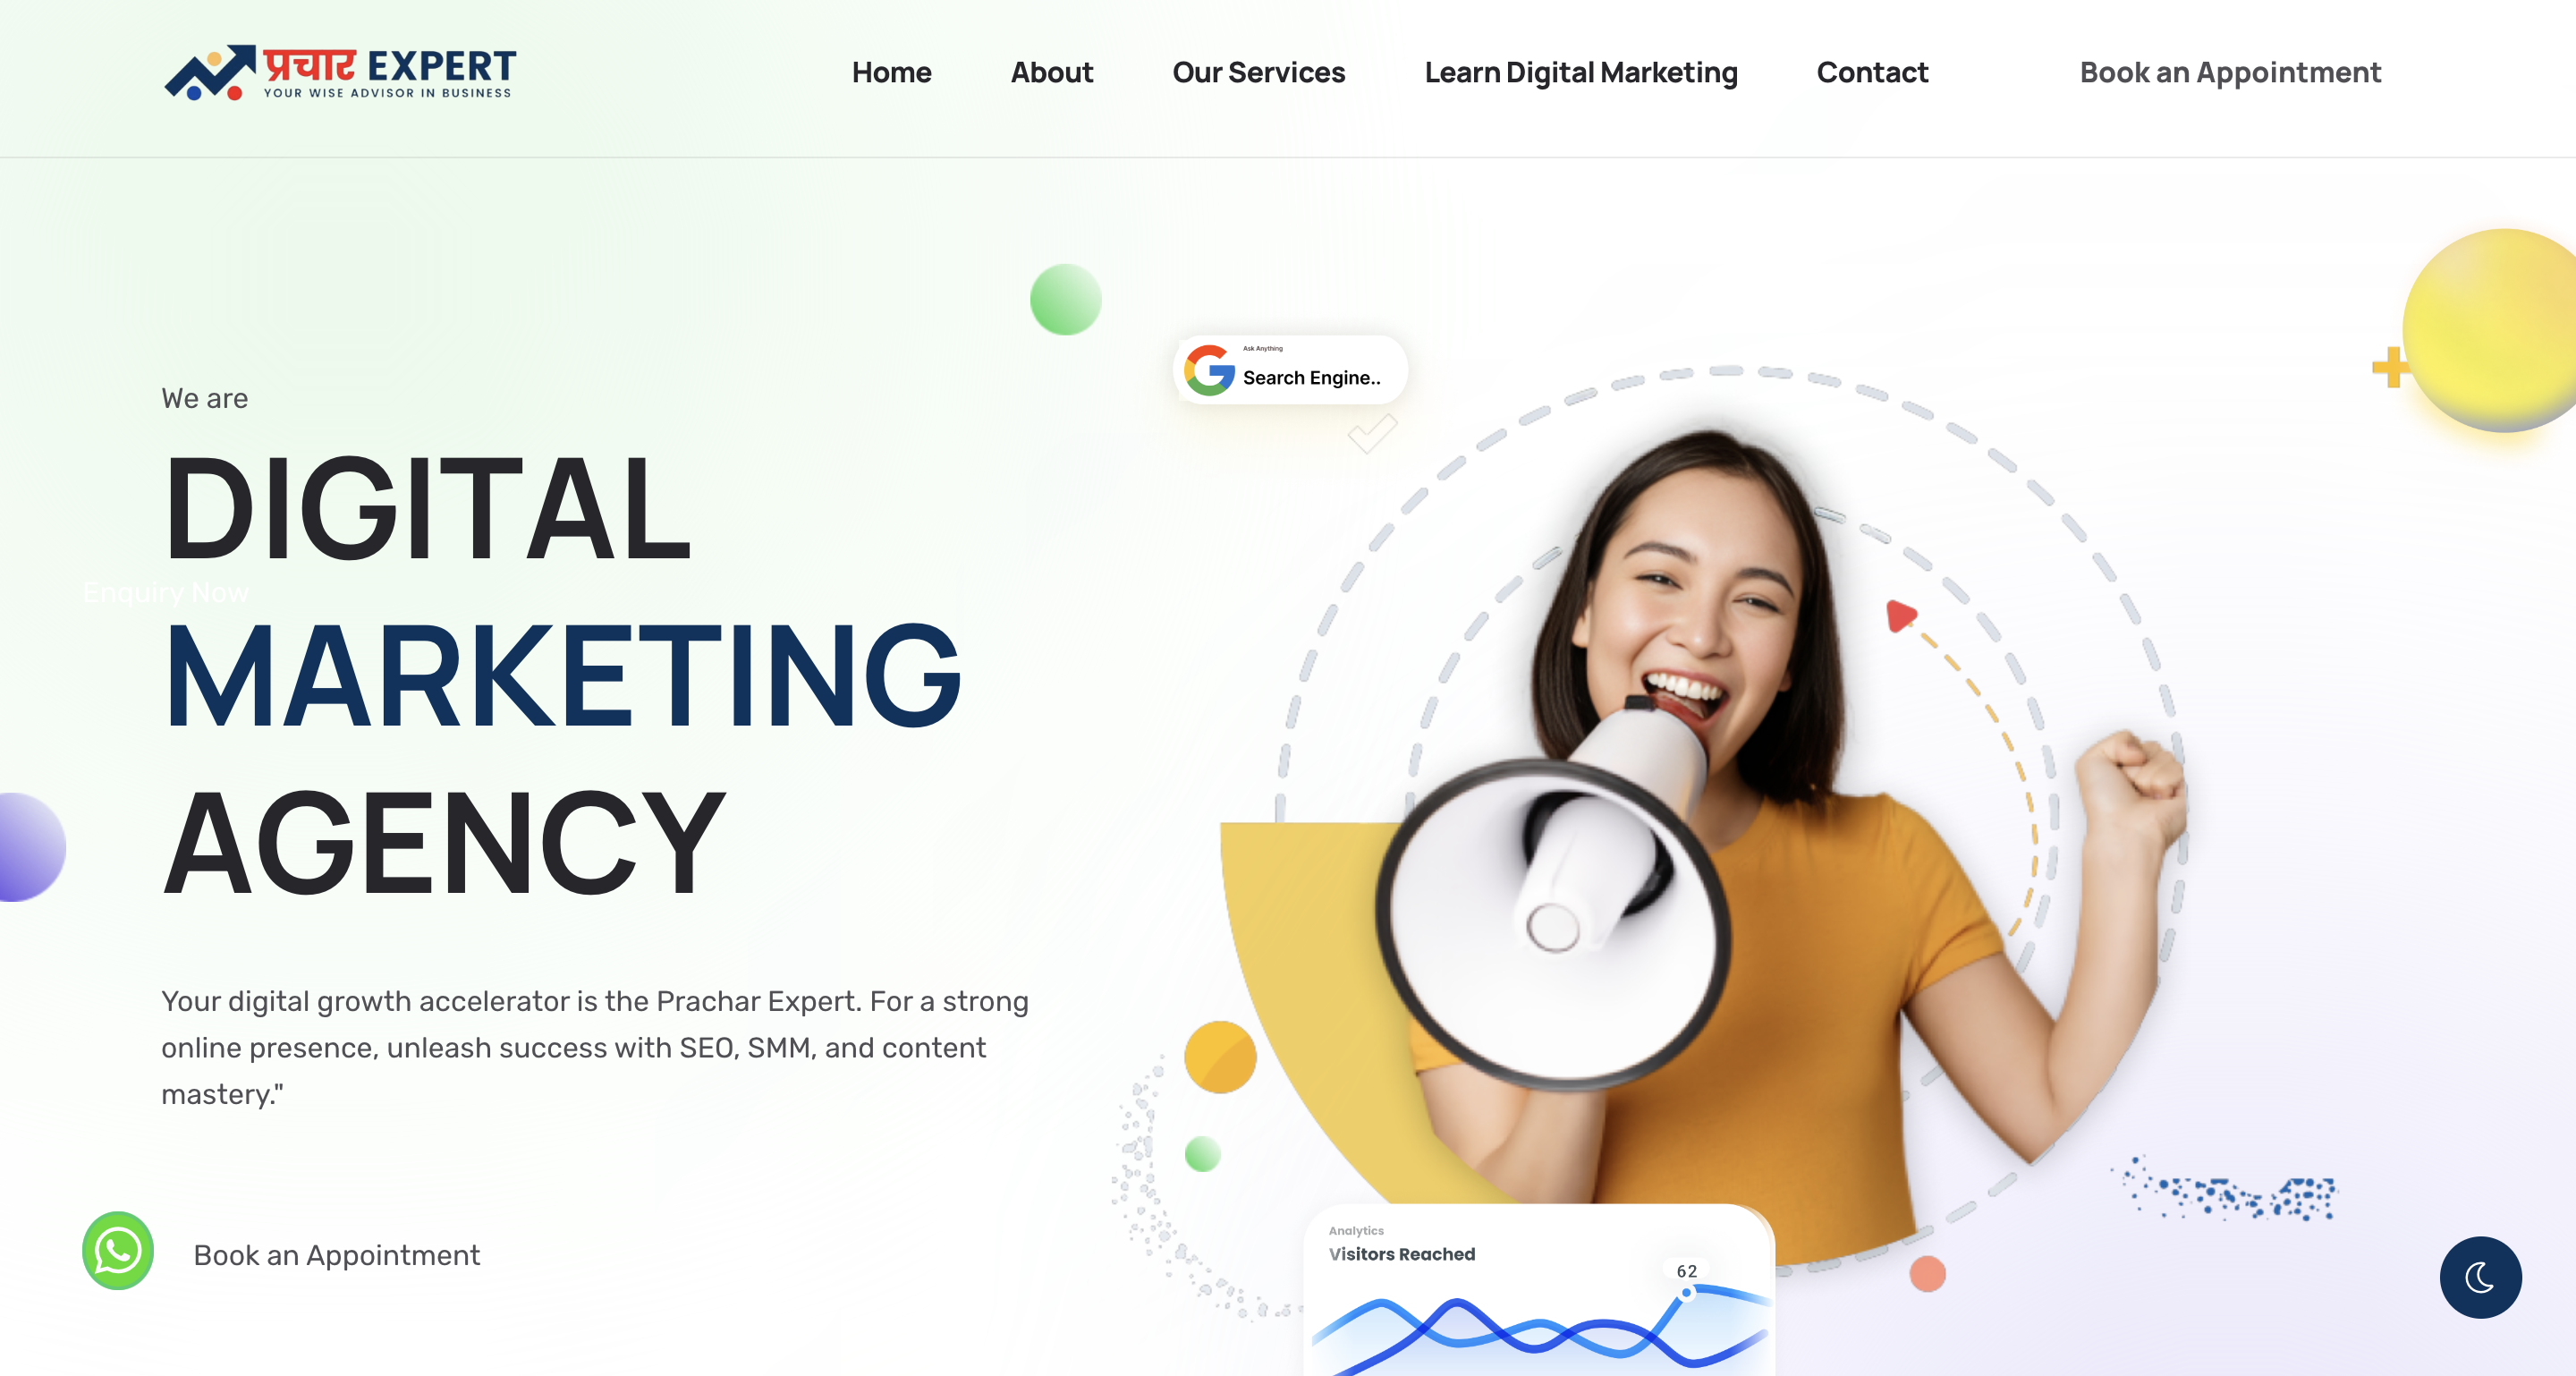 प्रचार EXPERT
YOUR WISE ADVISOR IN BUSINESS
Home
About
Our Services
Learn Digital Marketing
Contact
Book an Appointment
Ask Anything
Search Engine..
We are
DIGITAL
Enquiry Now
MARKETING
AGENCY
Your digital growth accelerator is the Prachar Expert. For a strong
online presence, unleash success with SEO, SMM, and content
mastery."
Book an Appointment
Analytics
Visitors Reached
62